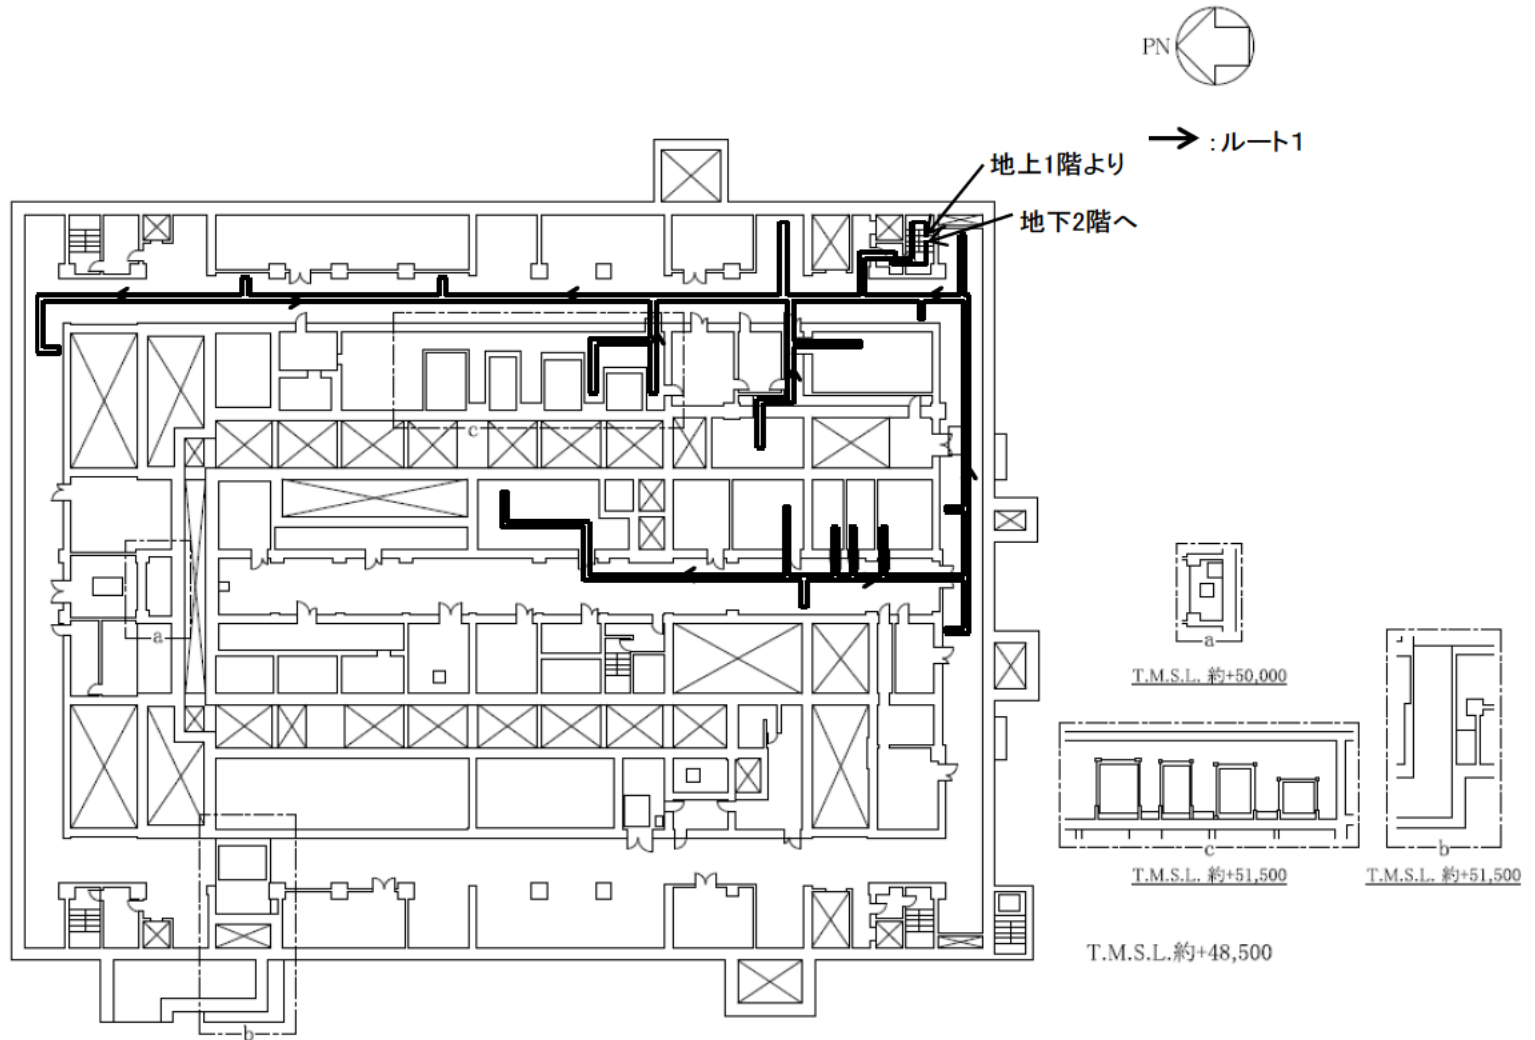 PN
：ルート1
地上1階より
地下2階へ
c
a
a
T.M.S.L. 約+50,000
c
b
T.M.S.L. 約+51,500
T.M.S.L. 約+51,500
T.M.S.L.約+48,500
b